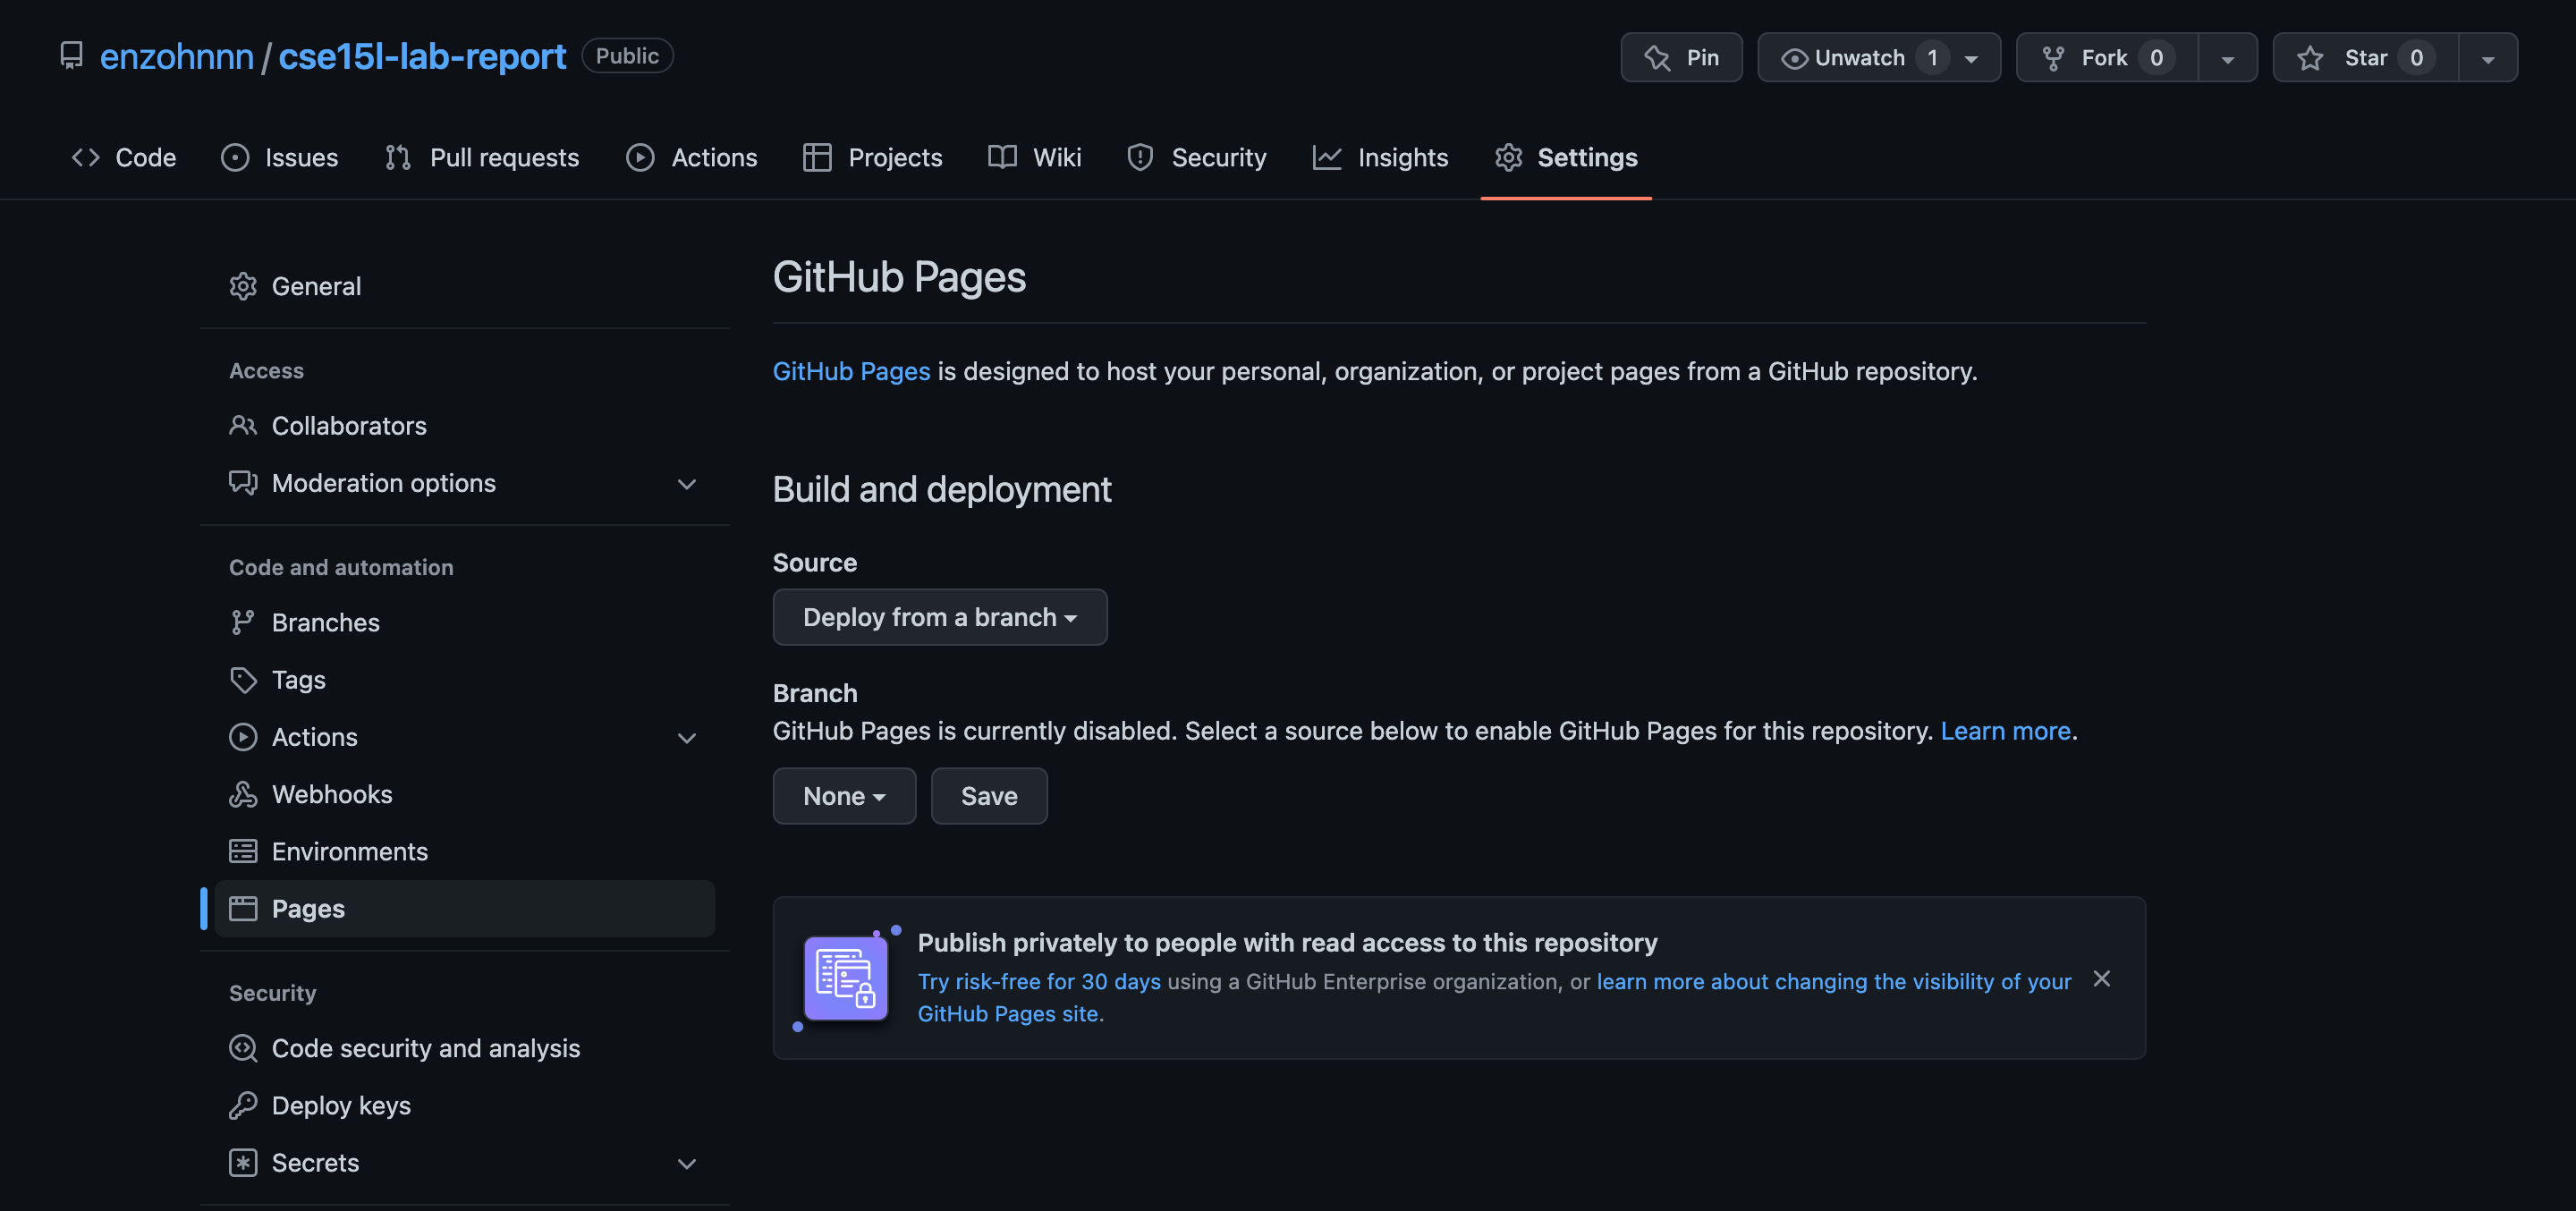 enzohnnn / cse15l-lab-report Public
Pin
Unwatch 1
Fork 0
Star 0
Code
Issues
Pull requests
Actions
Projects
Wiki
Security
Insights
Settings
General
Access
Collaborators
Moderation options
Code and automation
Branches
Tags
Actions
Webhooks
Environments
Pages
Security
Code security and analysis
Deploy keys
Secrets
GitHub Pages
GitHub Pages is designed to host your personal, organization, or project pages from a GitHub repository.
Build and deployment
Source
Deploy from a branch
Branch
GitHub Pages is currently disabled. Select a source below to enable GitHub Pages for this repository. Learn more.
None
Save
Publish privately to people with read access to this repository
Try risk-free for 30 days using a GitHub Enterprise organization, or learn more about changing the visibility of your
GitHub Pages site.